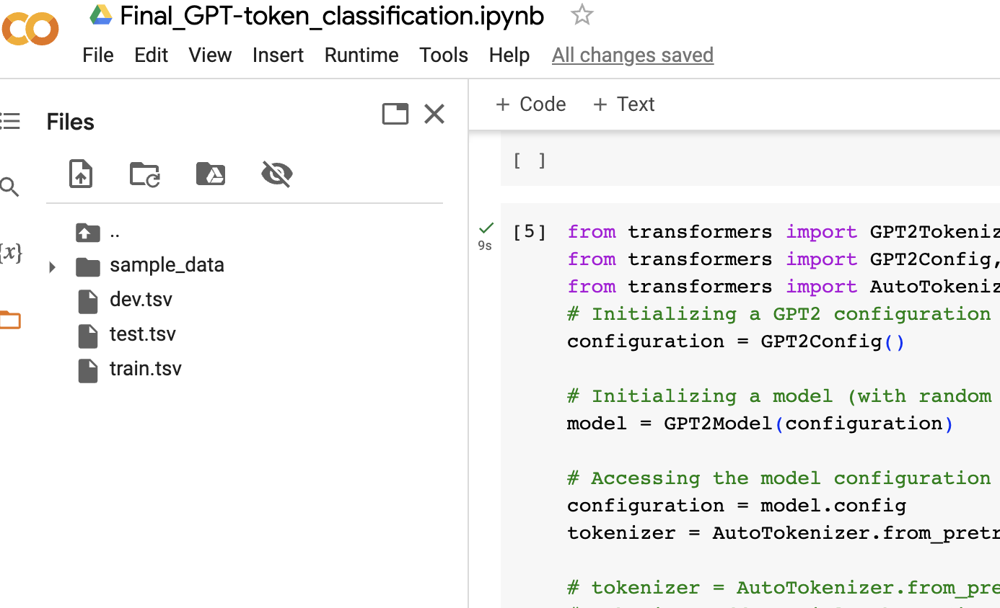 Final_GPT-token_classification.ipynb
File Edit View Insert Runtime Tools Help All changes saved
Files
+ Code + Text
[ ]
{x}
..
sample_data
dev.tsv
test.tsv
train.tsv
9s
[5] from transformers import GPT2Tokeniz
from transformers import GPT2Config,
from transformers import AutoTokeniz
# Initializing a GPT2 configuration
configuration = GPT2Config()
# Initializing a model (with random
model = GPT2Model(configuration)
# Accessing the model configuration
configuration = model.config
tokenizer = AutoTokenizer.from_pretr
# tokenizer = AutoTokenizer.from_pre